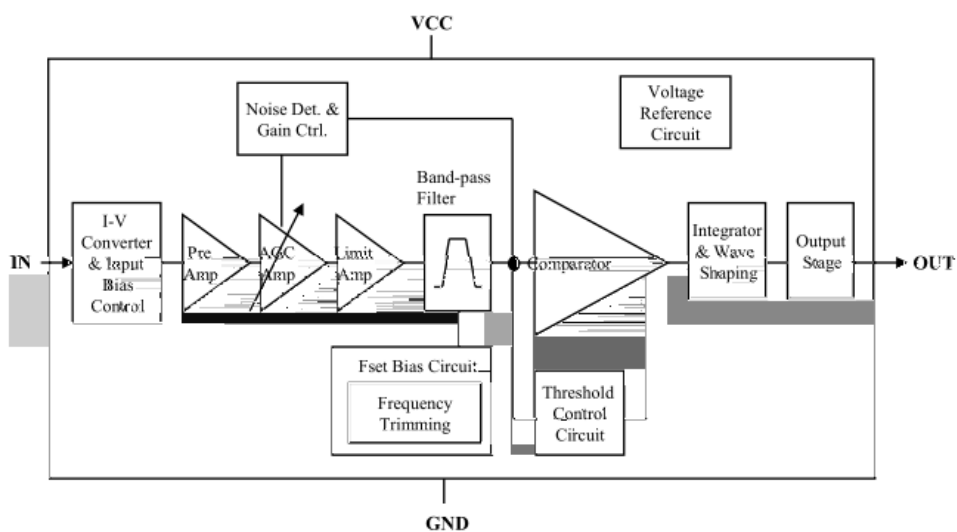 VCC
Noise Det. &
Gain Ctrl.
Voltage
Reference
Circuit
Band-pass
Filter
I-V
Converter
& Input
Bias
Control
Pre
Amp
AGC
Amp
Limit
Amp
Comparator
Integrator
& Wave
Shaping
Output
Stage
IN
OUT
Fset Bias Circuit
Frequency
Trimming
Threshold
Control
Circuit
GND